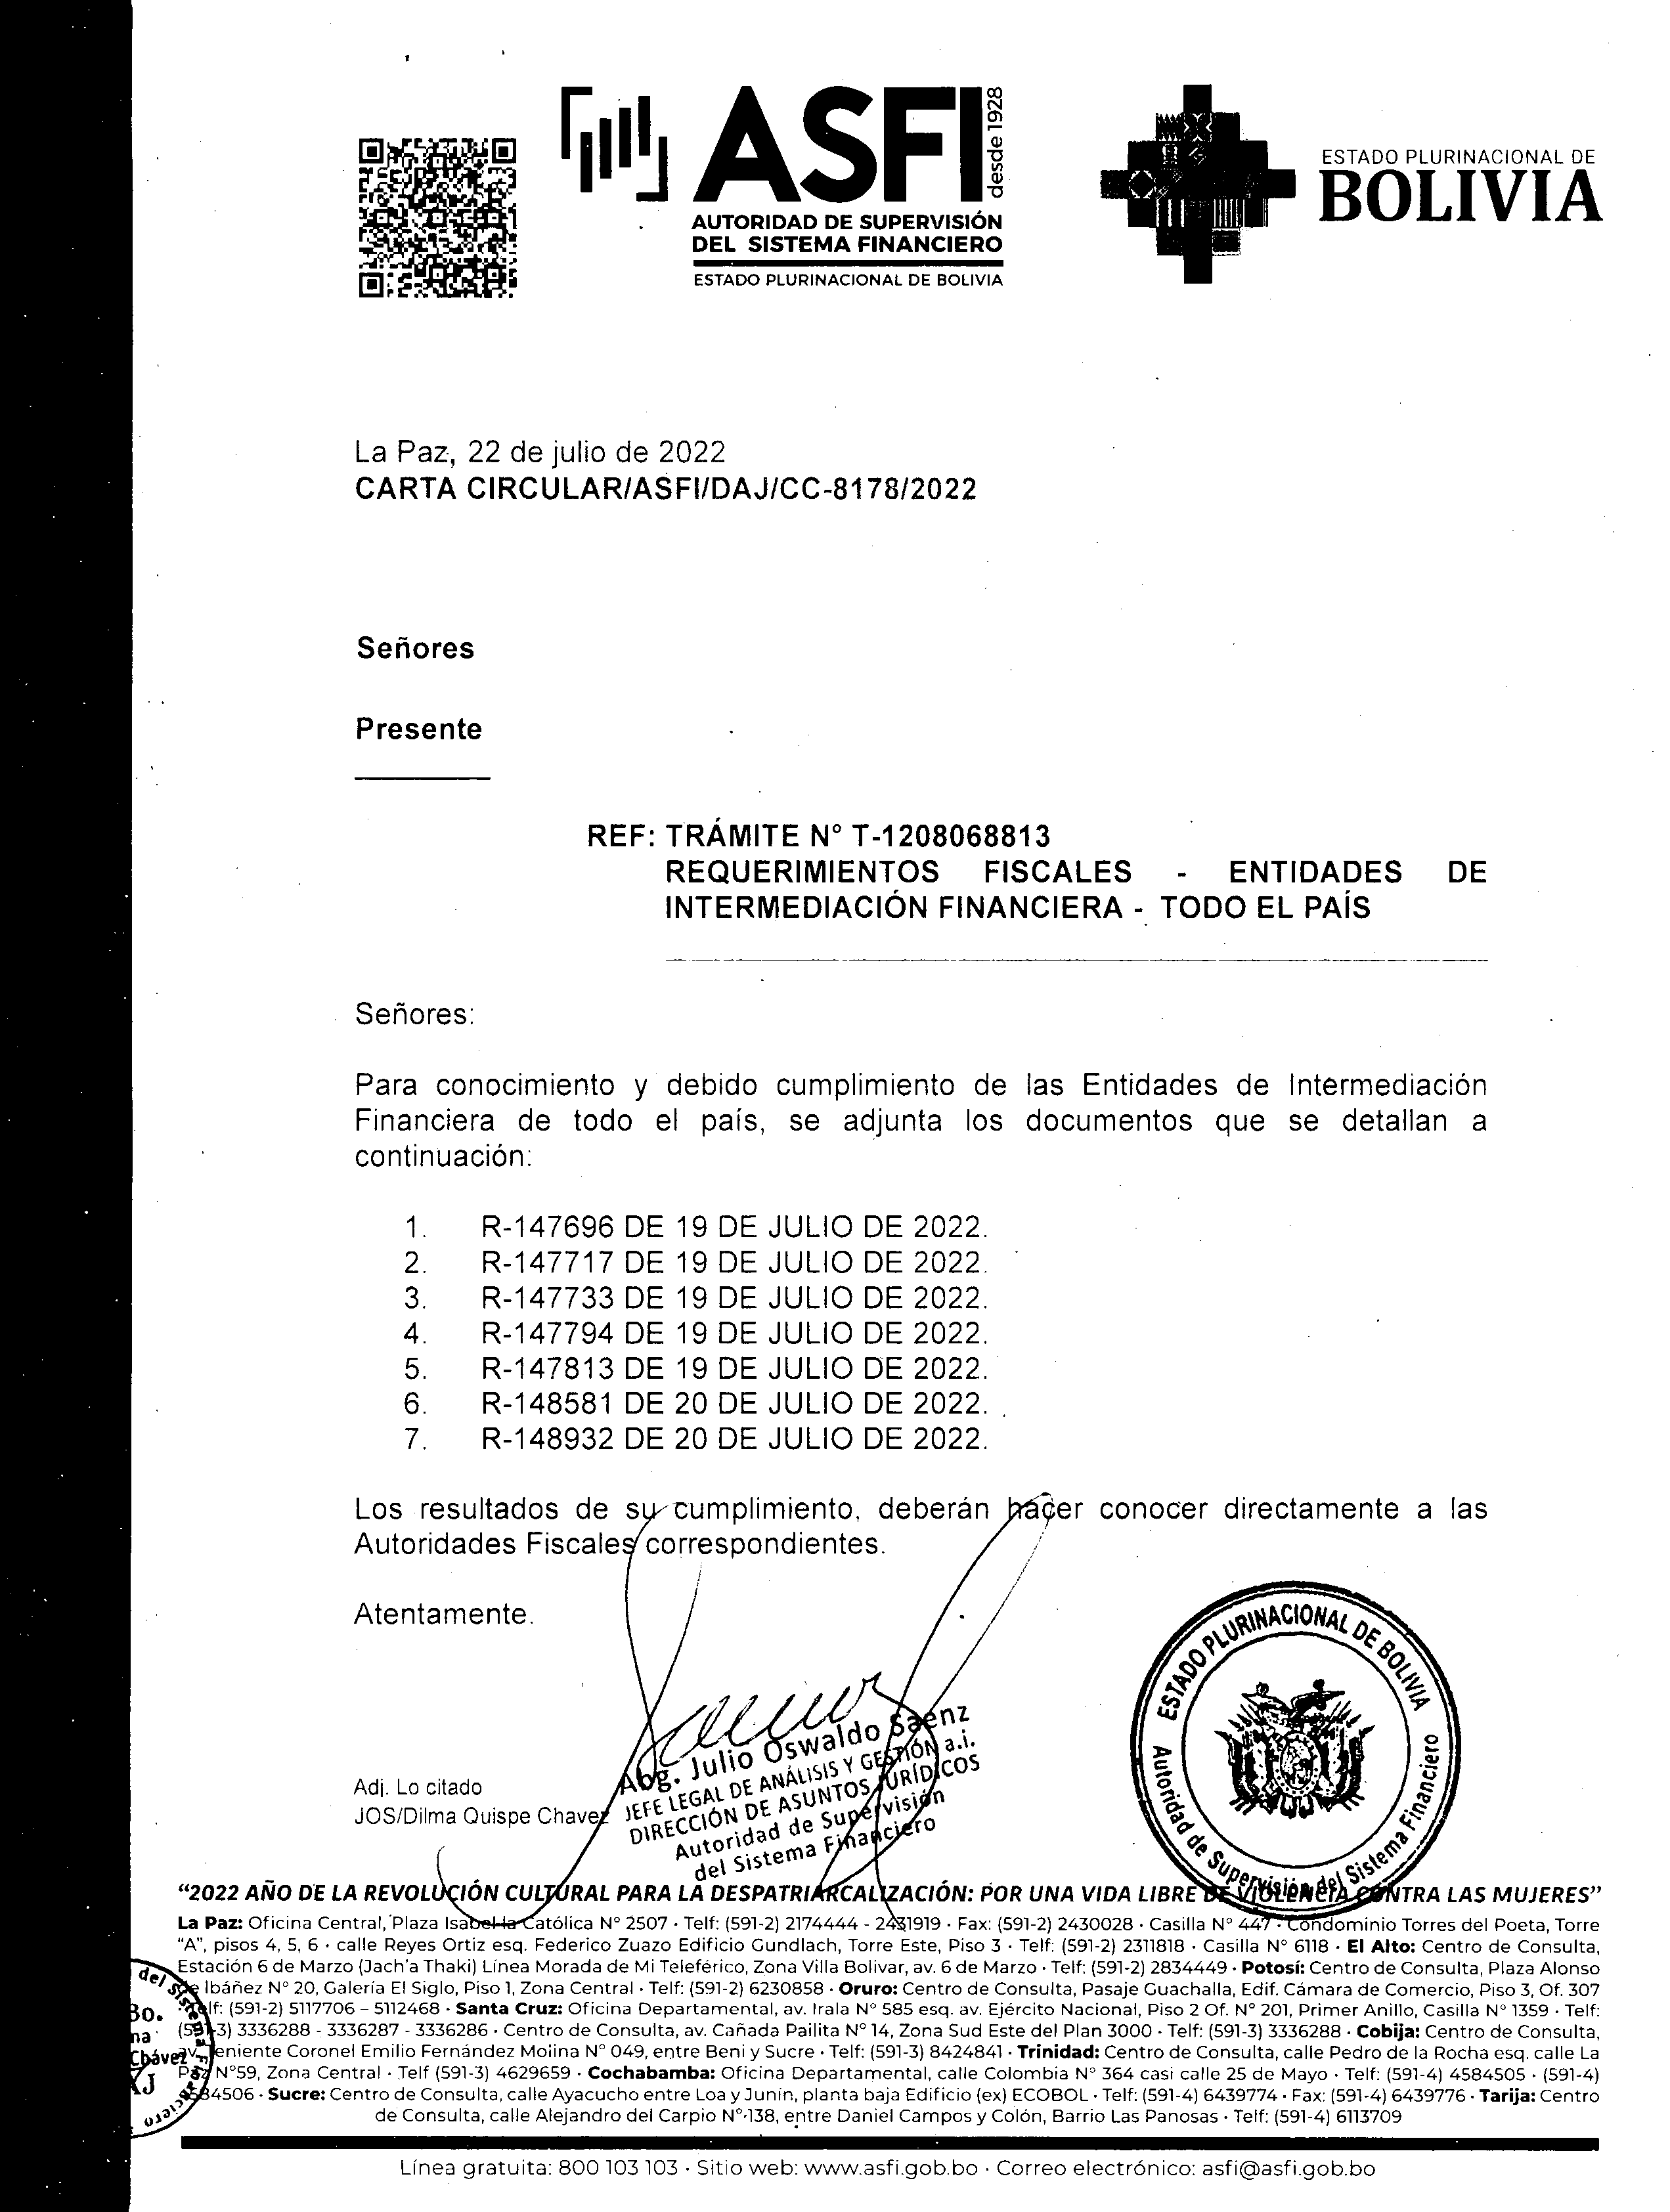 ASFI
desde 1928
AUTORIDAD DE SUPERVISIÓN
DEL SISTEMA FINANCIERO
ESTADO PLURINACIONAL DE BOLIVIA
ESTADO PLURINACIONAL DE
BOLIVIA
La Paz, 22 de julio de 2022
CARTA CIRCULAR/ASFI/DAJ/CC-8178/2022
Señores
Presente
REF: TRÁMITE N° T-1208068813
REQUERIMIENTOS FISCALES - ENTIDADES DE
INTERMEDIACIÓN FINANCIERA - TODO EL PAÍS
Señores:
Para conocimiento y debido cumplimiento de las Entidades de Intermediación
Financiera de todo el país, se adjunta los documentos que se detallan a
continuación:
1. R-147696 DE 19 DE JULIO DE 2022.
2. R-147717 DE 19 DE JULIO DE 2022.
3. R-147733 DE 19 DE JULIO DE 2022.
4. R-147794 DE 19 DE JULIO DE 2022.
5. R-147813 DE 19 DE JULIO DE 2022.
6. R-148581 DE 20 DE JULIO DE 2022.
7. R-148932 DE 20 DE JULIO DE 2022.
Los resultados de su cumplimiento, deberán hacer conocer directamente a las
Autoridades Fiscales correspondientes.
Atentamente.
Abg. Julio Oswaldo Saenz
JEFE LEGAL DE ANÁLISIS Y GESTIÓN a.i.
DIRECCIÓN DE ASUNTOS JURÍDICOS
Autoridad de Supervisión
del Sistema Financiero
ESTADO PLURINACIONAL DE BOLIVIA
Autoridad de Supervisión del Sistema Financiero
Adj. Lo citado
JOS/Dilma Quispe Chavez
“2022 AÑO DE LA REVOLUCIÓN CULTURAL PARA LA DESPATRIARCALIZACIÓN: POR UNA VIDA LIBRE DE VIOLENCIA CONTRA LAS MUJERES”
La Paz: Oficina Central, Plaza Isabel la Católica N° 2507 · Telf: (591-2) 2174444 - 2431919 · Fax: (591-2) 2430028 · Casilla N° 447 · Condominio Torres del Poeta, Torre
“A”, pisos 4, 5, 6 · calle Reyes Ortiz esq. Federico Zuazo Edificio Gundlach, Torre Este, Piso 3 · Telf: (591-2) 2311818 · Casilla N° 6118 · El Alto: Centro de Consulta,
Estación 6 de Marzo (Jach'a Thaki) Línea Morada de Mi Teleférico, Zona Villa Bolivar, av. 6 de Marzo · Telf: (591-2) 2834449 · Potosí: Centro de Consulta, Plaza Alonso
de Ibáñez N° 20, Galería El Siglo, Piso 1, Zona Central · Telf: (591-2) 6230858 · Oruro: Centro de Consulta, Pasaje Guachalla, Edif. Cámara de Comercio, Piso 3, Of. 307
Telf: (591-2) 5117706 – 5112468 · Santa Cruz: Oficina Departamental, av. Irala N° 585 esq. av. Ejército Nacional, Piso 2 Of. N° 201, Primer Anillo, Casilla N° 1359 · Telf:
(591-3) 3336288 - 3336287 - 3336286 · Centro de Consulta, av. Cañada Pailita N° 14, Zona Sud Este del Plan 3000 · Telf: (591-3) 3336288 · Cobija: Centro de Consulta,
av. Teniente Coronel Emilio Fernández Molina N° 049, entre Beni y Sucre · Telf: (591-3) 8424841 · Trinidad: Centro de Consulta, calle Pedro de la Rocha esq. calle La
Paz N°59, Zona Central · Telf (591-3) 4629659 · Cochabamba: Oficina Departamental, calle Colombia N° 364 casi calle 25 de Mayo · Telf: (591-4) 4584505 · (591-4)
4584506 · Sucre: Centro de Consulta, calle Ayacucho entre Loa y Junín, planta baja Edificio (ex) ECOBOL · Telf: (591-4) 6439774 · Fax: (591-4) 6439776 · Tarija: Centro
de Consulta, calle Alejandro del Carpio N° 138, entre Daniel Campos y Colón, Barrio Las Panosas · Telf: (591-4) 6113709
Línea gratuita: 800 103 103 · Sitio web: www.asfi.gob.bo · Correo electrónico: asfi@asfi.gob.bo